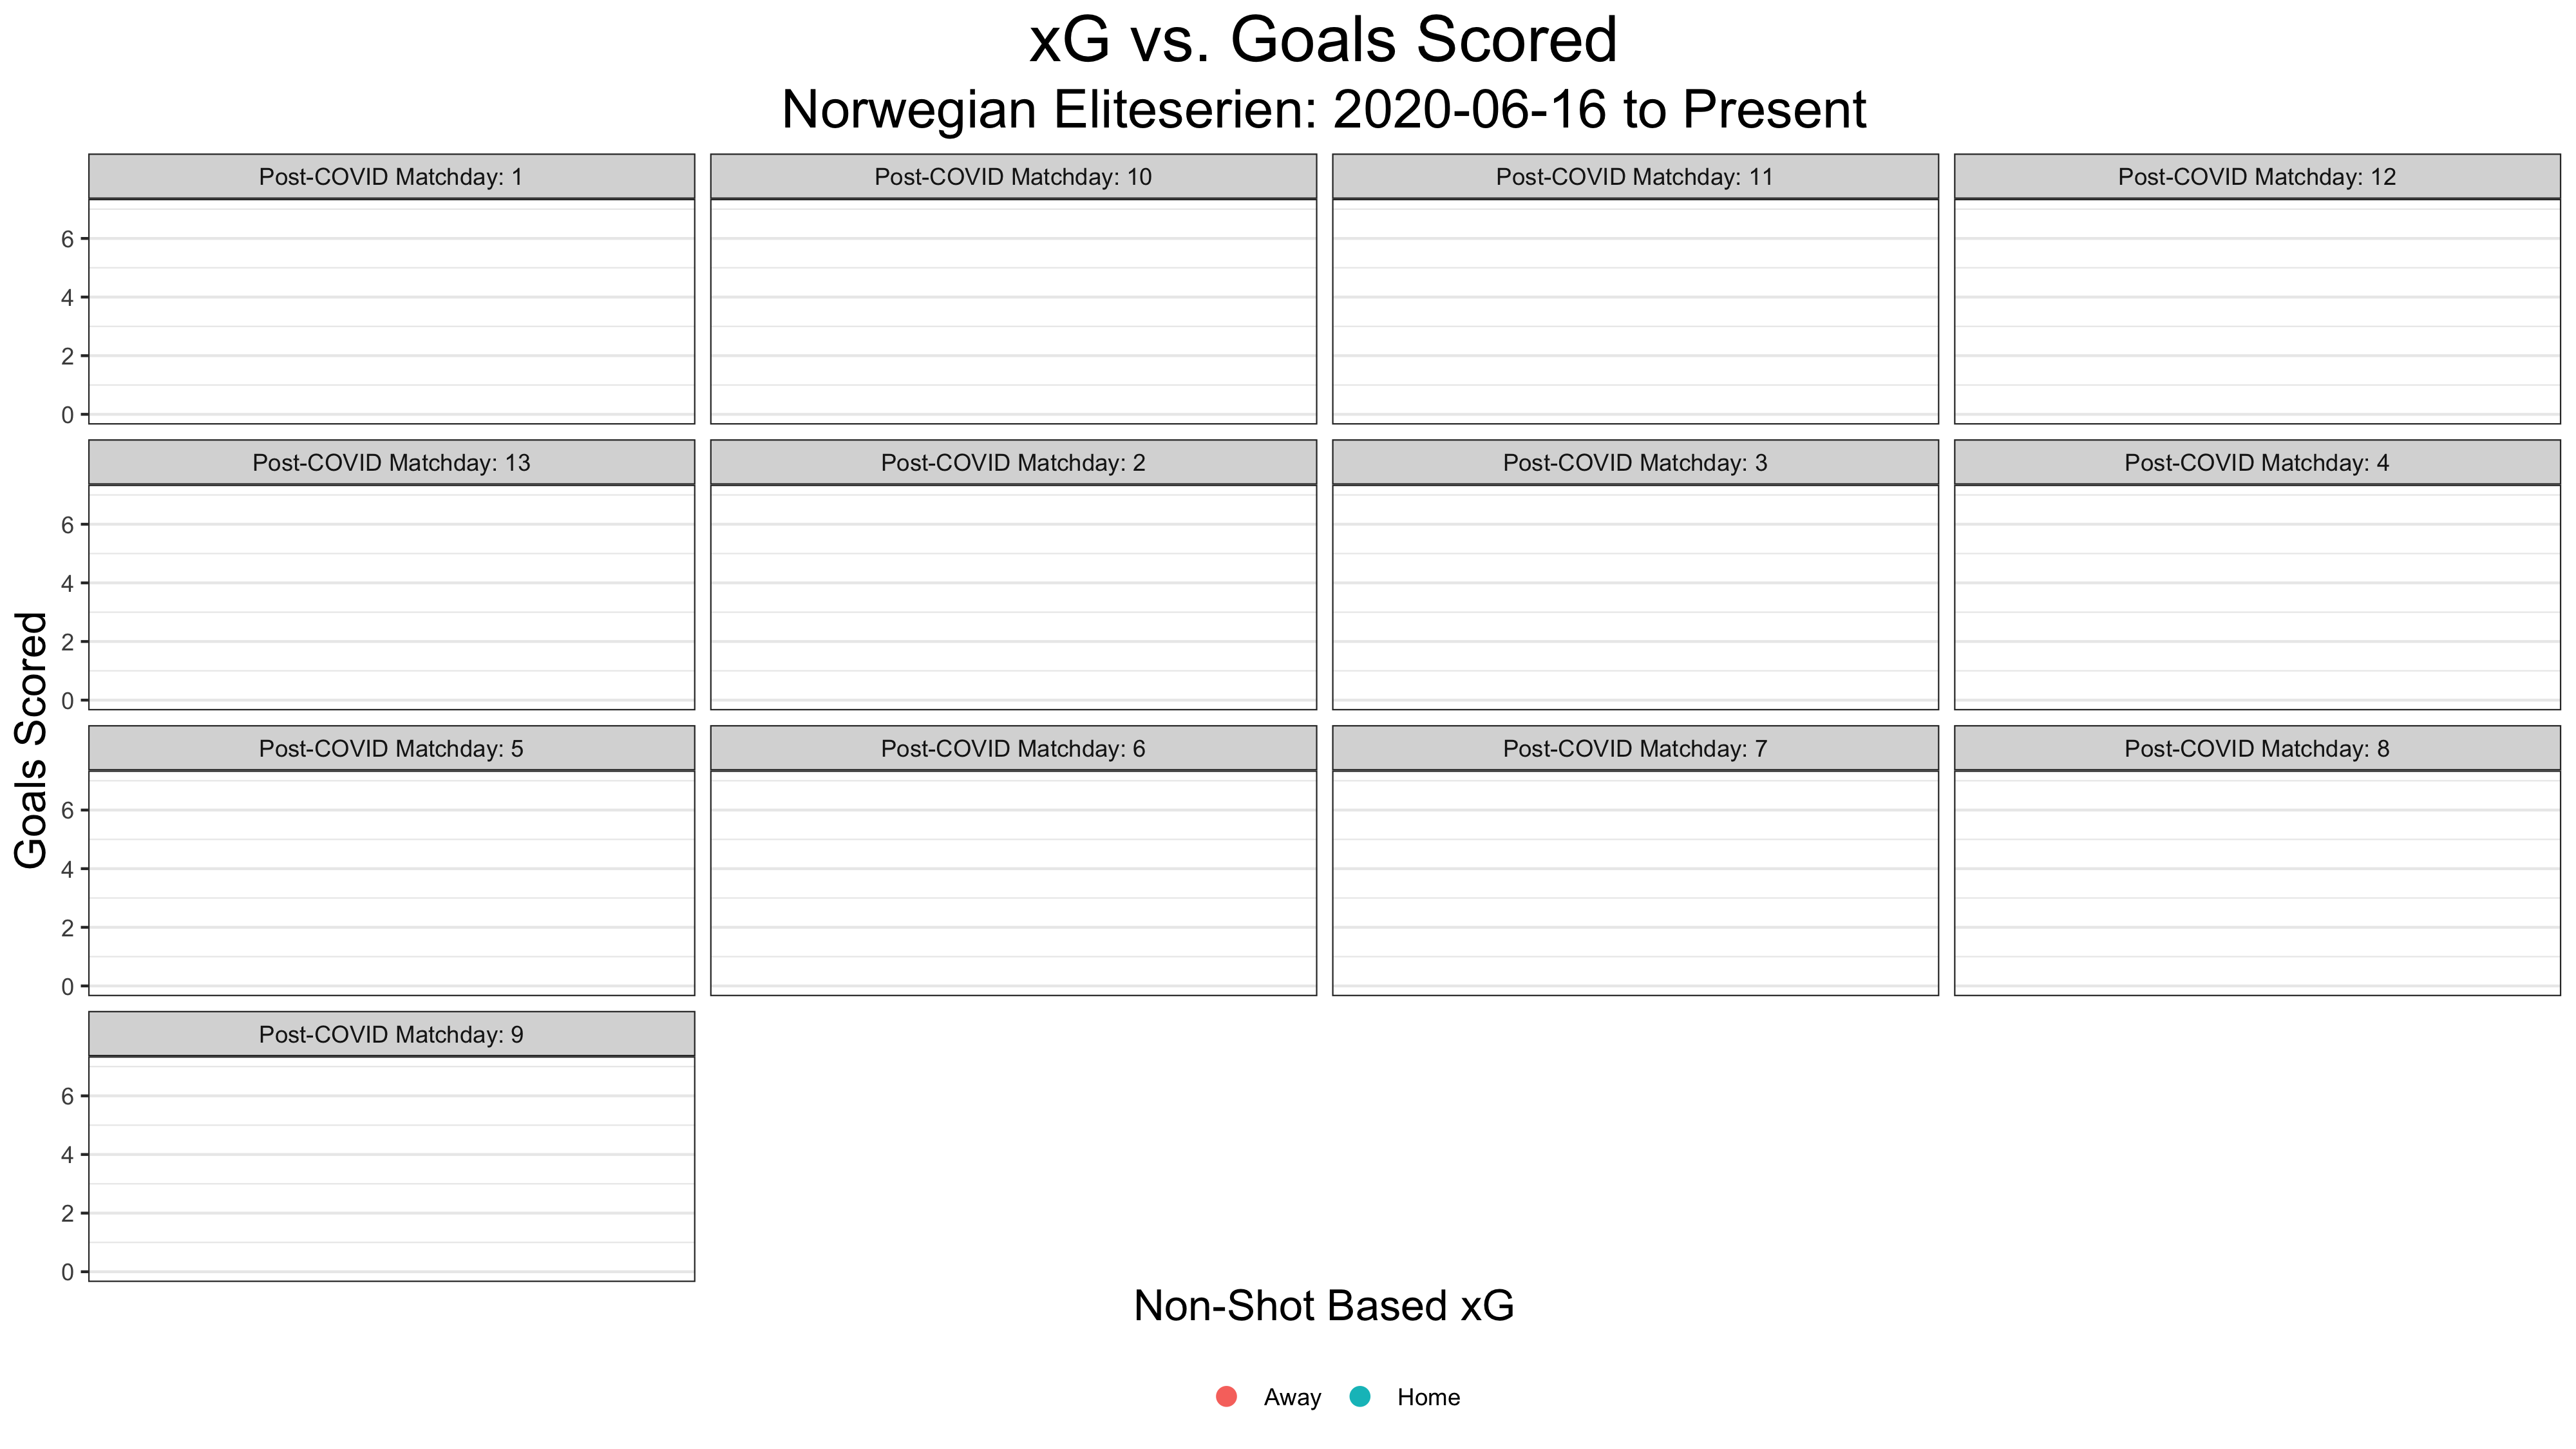 xG vs. Goals Scored
Norwegian Eliteserien: 2020-06-16 to Present
Post-COVID Matchday: 1
Post-COVID Matchday: 10
Post-COVID Matchday: 11
Post-COVID Matchday: 12
6
4
2
0
Post-COVID Matchday: 13
Post-COVID Matchday: 2
Post-COVID Matchday: 3
Post-COVID Matchday: 4
6
4
2
0
Goals Scored
Post-COVID Matchday: 5
Post-COVID Matchday: 6
Post-COVID Matchday: 7
Post-COVID Matchday: 8
6
4
2
0
Post-COVID Matchday: 9
6
4
2
0
Non-Shot Based xG
Away
Home